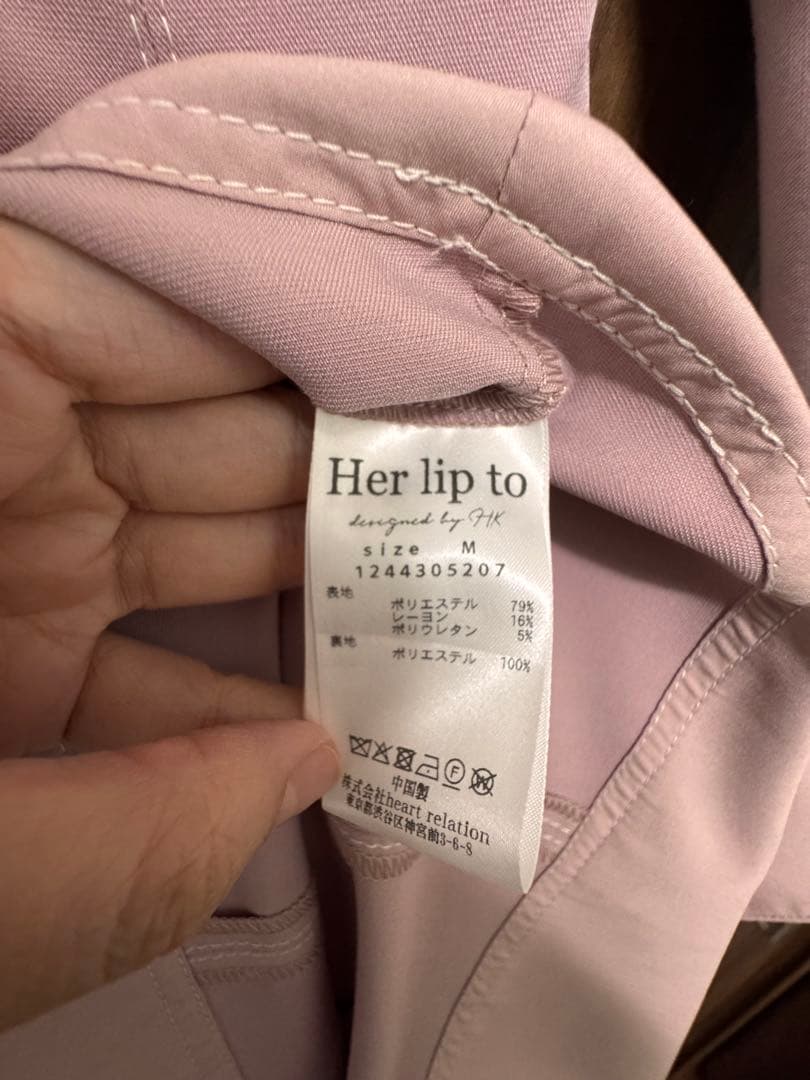 Her lip to
designed by HK
size M
1244305207
表地
ポリエステル 79%
レーヨン 16%
ポリウレタン 5%
裏地
ポリエステル 100%
中国製
株式会社heart relation
東京都渋谷区神宮前3-6-8